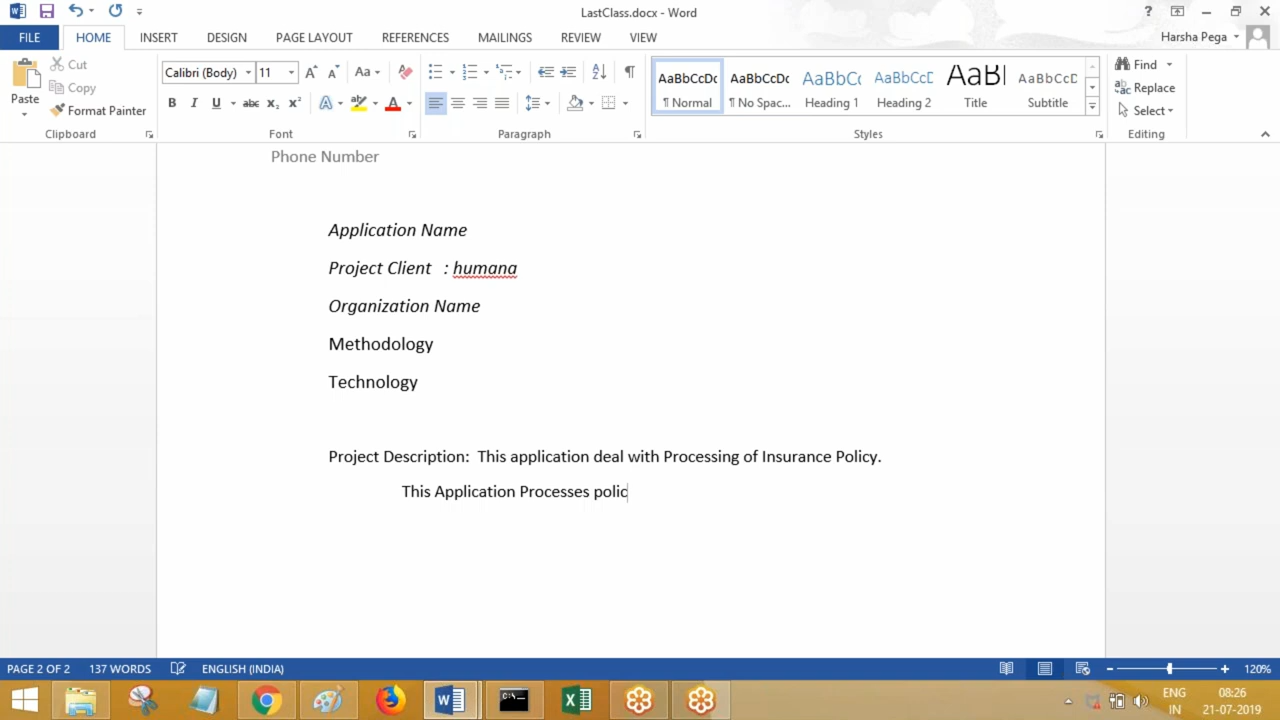 LastClass.docx - Word
FILE HOME INSERT DESIGN PAGE LAYOUT REFERENCES MAILINGS REVIEW VIEW Harsha Pega
Cut
Copy
Format Painter
Paste
Calibri (Body) 11
AaBbCcDc AaBbCcDc AaBbCc AaBbCcD AaB AaBbCcD
¶ Normal ¶ No Spac... Heading 1 Heading 2 Title Subtitle
Find
Replace
Select
Clipboard Font Paragraph Styles Editing
Phone Number
Application Name
Project Client : humana
Organization Name
Methodology
Technology
Project Description: This application deal with Processing of Insurance Policy.
This Application Processes polic
PAGE 2 OF 2 137 WORDS ENGLISH (INDIA) 120%
ENG 08:26
IN 21-07-2019